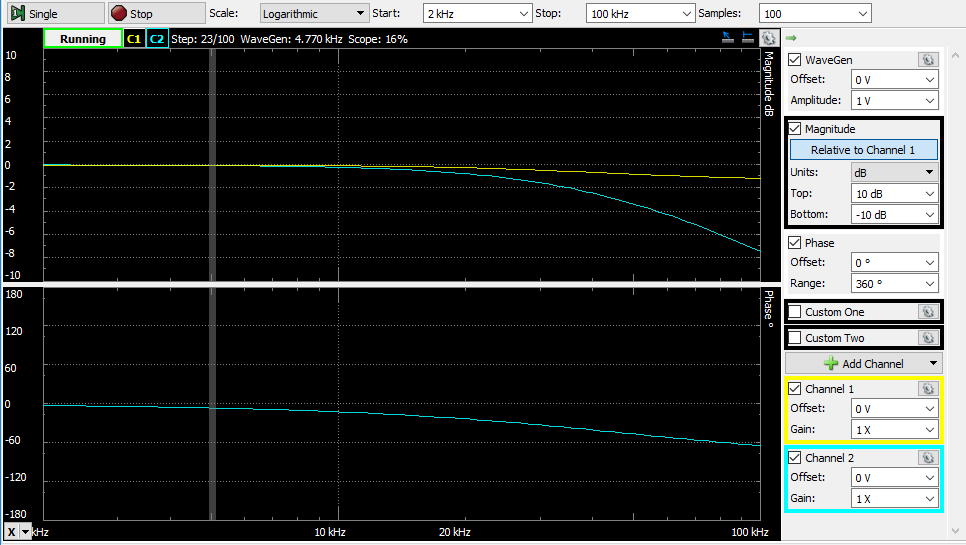 Single Stop Scale: Logarithmic Start: 2 kHz Stop: 100 kHz Samples: 100
Running C1 C2 Step: 23/100 WaveGen: 4.770 kHz Scope: 16%
10
8
6
4
2
0
-2
-4
-6
-8
-10
Magnitude dB
180
120
60
0
-60
-120
-180
Phase °
X kHz 10 kHz 20 kHz 100 kHz
WaveGen
Offset: 0 V
Amplitude: 1 V
Magnitude
Relative to Channel 1
Units: dB
Top: 10 dB
Bottom: -10 dB
Phase
Offset: 0 °
Range: 360 °
Custom One
Custom Two
Add Channel
Channel 1
Offset: 0 V
Gain: 1 X
Channel 2
Offset: 0 V
Gain: 1 X